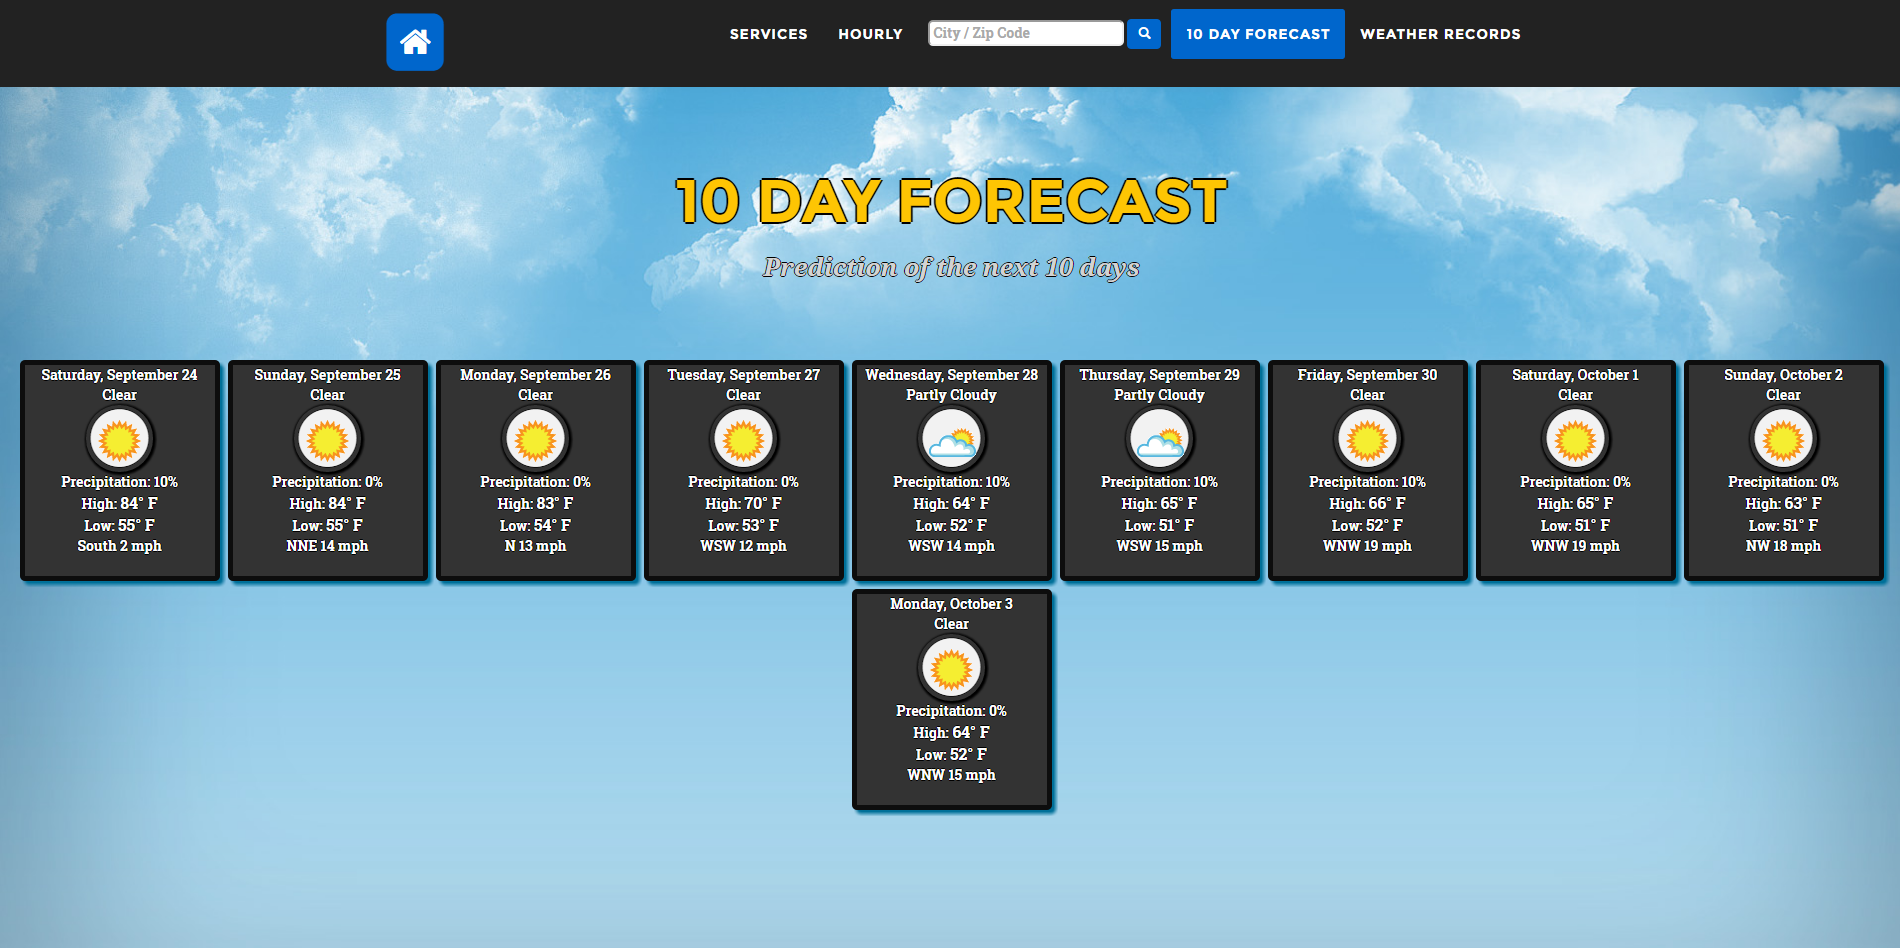 SERVICES
HOURLY
City / Zip Code
10 DAY FORECAST
WEATHER RECORDS
10 DAY FORECAST
Prediction of the next 10 days
Saturday, September 24
Clear
Precipitation: 10%
High: 84° F
Low: 55° F
South 2 mph
Sunday, September 25
Clear
Precipitation: 0%
High: 84° F
Low: 55° F
NNE 14 mph
Monday, September 26
Clear
Precipitation: 0%
High: 83° F
Low: 54° F
N 13 mph
Tuesday, September 27
Clear
Precipitation: 0%
High: 70° F
Low: 53° F
WSW 12 mph
Wednesday, September 28
Partly Cloudy
Precipitation: 10%
High: 64° F
Low: 52° F
WSW 14 mph
Thursday, September 29
Partly Cloudy
Precipitation: 10%
High: 65° F
Low: 51° F
WSW 15 mph
Friday, September 30
Clear
Precipitation: 10%
High: 66° F
Low: 52° F
WNW 19 mph
Saturday, October 1
Clear
Precipitation: 0%
High: 65° F
Low: 51° F
WNW 19 mph
Sunday, October 2
Clear
Precipitation: 0%
High: 63° F
Low: 51° F
NW 18 mph
Monday, October 3
Clear
Precipitation: 0%
High: 64° F
Low: 52° F
WNW 15 mph